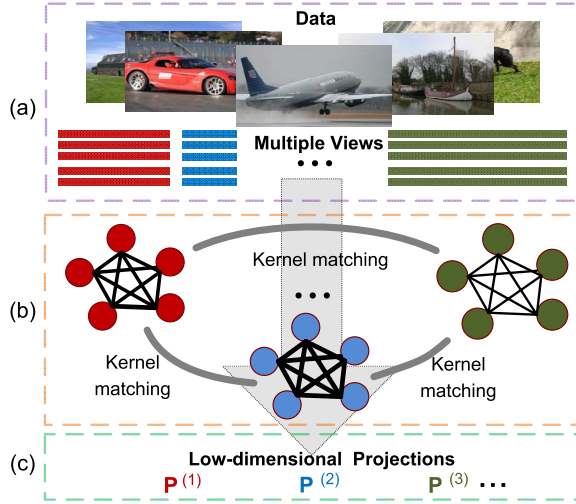 Data
(a)
Multiple Views
• • •
Kernel matching
• • •
(b)
Kernel
matching
Kernel
matching
(c)
Low-dimensional Projections
P (1) P (2) P (3) • • •